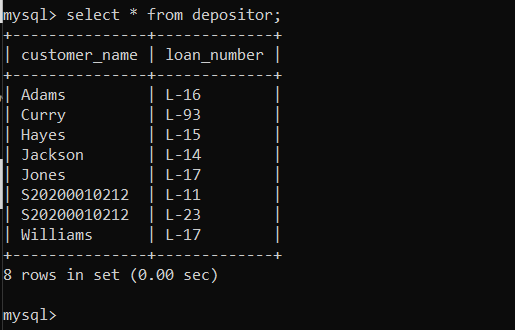 mysql> select * from depositor;
+---------------+-------------+
| customer_name | loan_number |
+---------------+-------------+
| Adams         | L-16        |
| Curry         | L-93        |
| Hayes         | L-15        |
| Jackson       | L-14        |
| Jones         | L-17        |
| S20200010212  | L-11        |
| S20200010212  | L-23        |
| Williams      | L-17        |
+---------------+-------------+
8 rows in set (0.00 sec)
mysql>